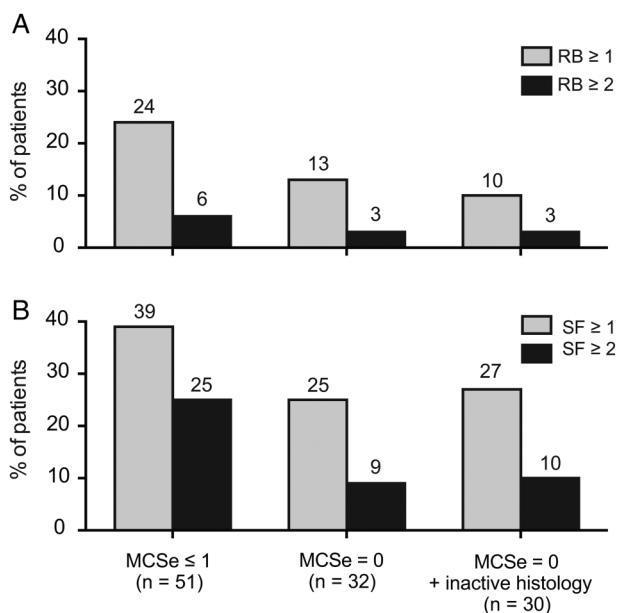 A
% of patients
40
30
20
10
0
24
6
13
3
10
3
RB ≥ 1
RB ≥ 2
B
% of patients
40
30
20
10
0
39
25
25
9
27
10
SF ≥ 1
SF ≥ 2
MCSe ≤ 1
(n = 51)
MCSe = 0
(n = 32)
MCSe = 0
+ inactive histology
(n = 30)